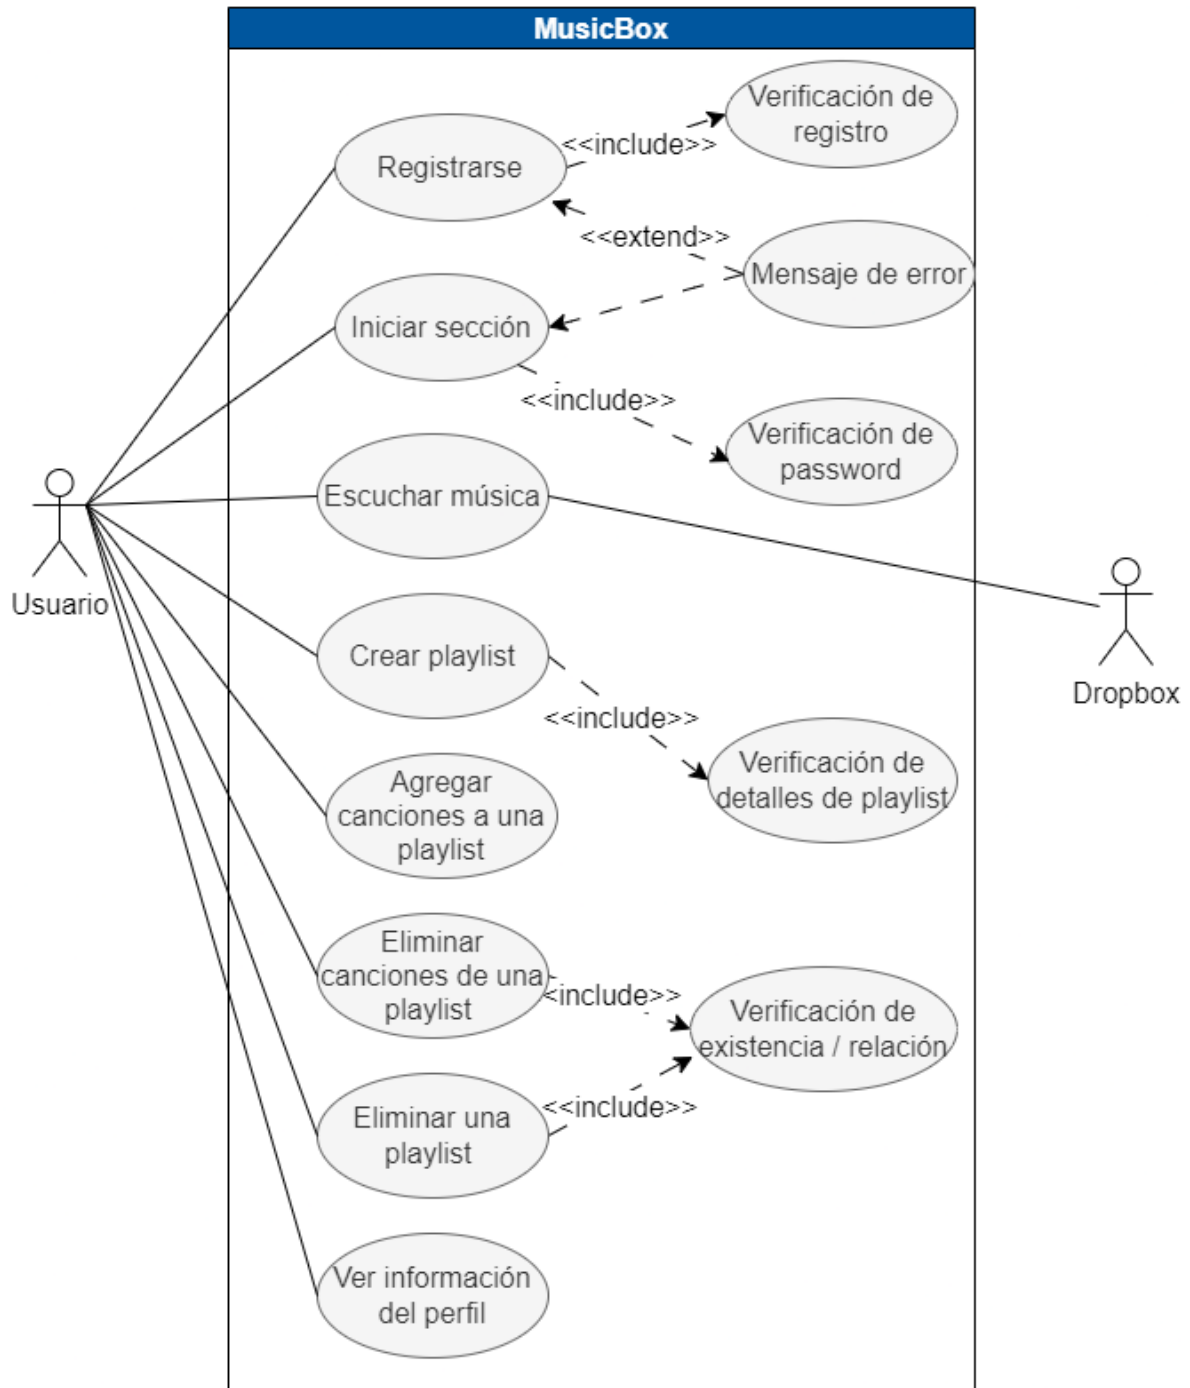 MusicBox
Verificación de
registro
<<include>>
Registrarse
<<extend>>
Mensaje de error
Iniciar sección
<<include>>
Verificación de
password
Escuchar música
Usuario
Dropbox
Crear playlist
<<include>>
Verificación de
detalles de playlist
Agregar
canciones a una
playlist
Eliminar
canciones de una
playlist
<include>>
Verificación de
existencia / relación
Eliminar una
playlist
<<include>>
Ver información
del perfil